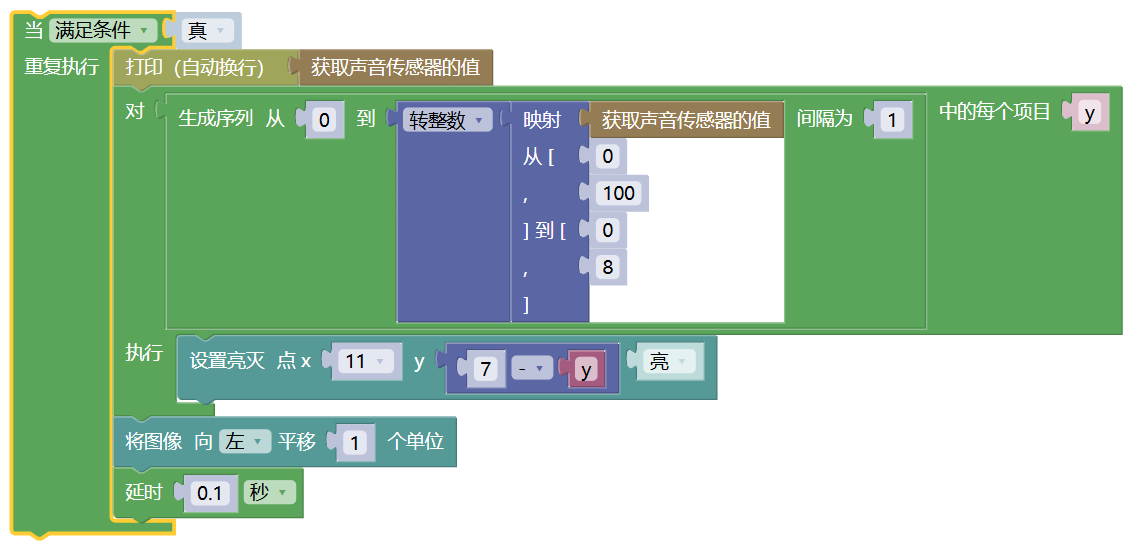 当 满足条件 真
重复执行 打印（自动换行） 获取声音传感器的值
对 生成序列 从 0 到 转整数 映射 获取声音传感器的值 间隔为 1 中的每个项目 y
从 [ 0
, 100
] 到 [ 0
, 8
]
执行 设置亮灭 点 x 11 y 7 - y 亮
将图像 向 左 平移 1 个单位
延时 0.1 秒